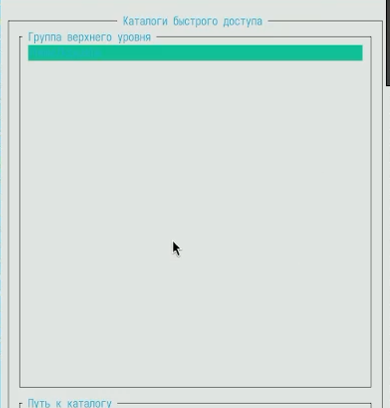 Каталоги быстрого доступа
Группа верхнего уровня
Путь к каталогу